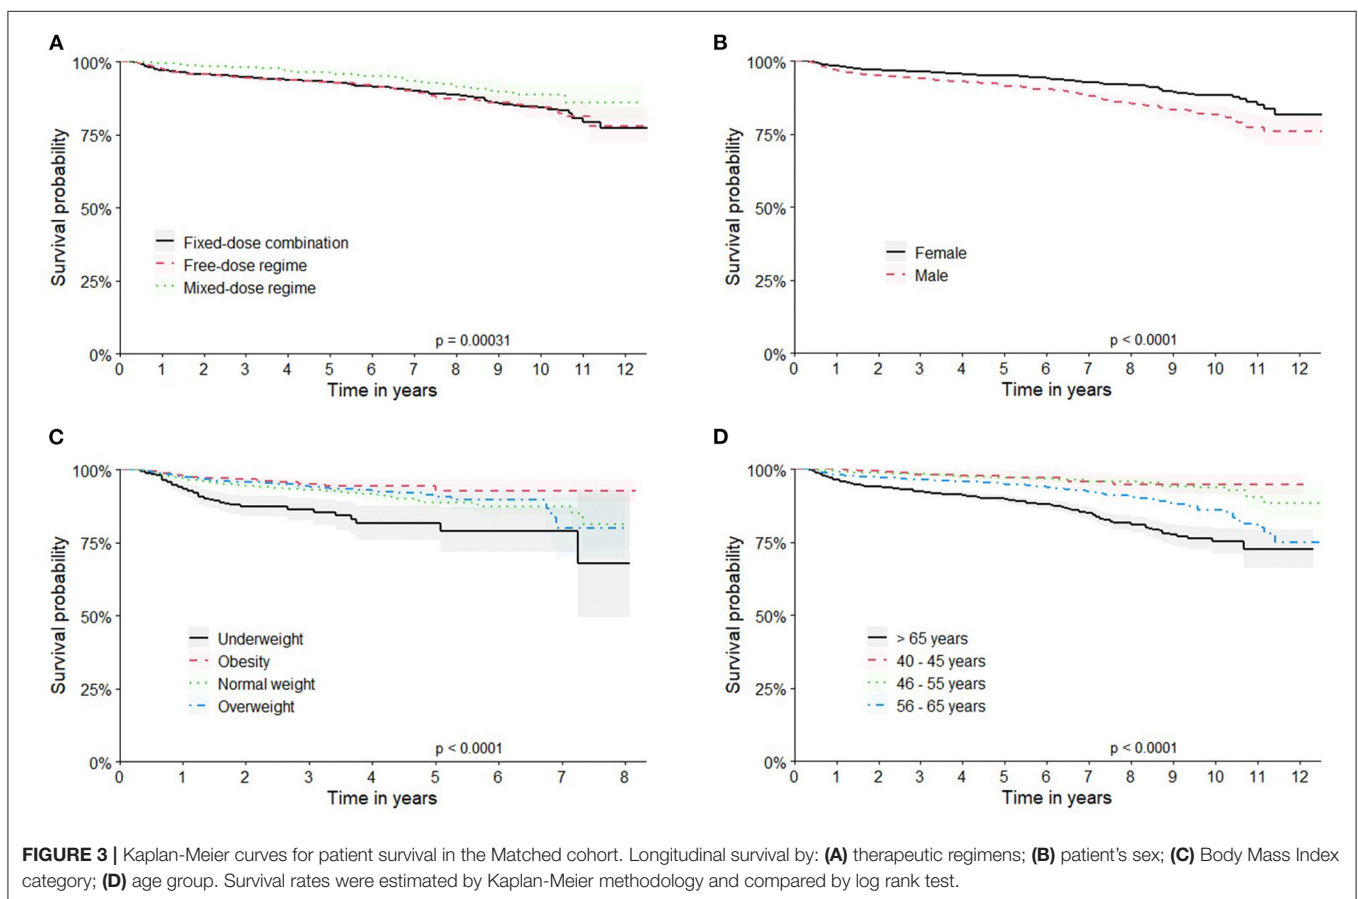 A
100%
75%
50%
25%
0%
Survival probability
Fixed-dose combination
Free-dose regime
Mixed-dose regime
p = 0.00031
0 1 2 3 4 5 6 7 8 9 10 11 12
Time in years
B
100%
75%
50%
25%
0%
Survival probability
Female
Male
p < 0.0001
0 1 2 3 4 5 6 7 8 9 10 11 12
Time in years
C
100%
75%
50%
25%
0%
Survival probability
Underweight
Obesity
Normal weight
Overweight
p < 0.0001
0 1 2 3 4 5 6 7 8
Time in years
D
100%
75%
50%
25%
0%
Survival probability
> 65 years
40 - 45 years
46 - 55 years
56 - 65 years
p < 0.0001
0 1 2 3 4 5 6 7 8 9 10 11 12
Time in years
FIGURE 3 | Kaplan-Meier curves for patient survival in the Matched cohort. Longitudinal survival by: (A) therapeutic regimens; (B) patient's sex; (C) Body Mass Index
category; (D) age group. Survival rates were estimated by Kaplan-Meier methodology and compared by log rank test.